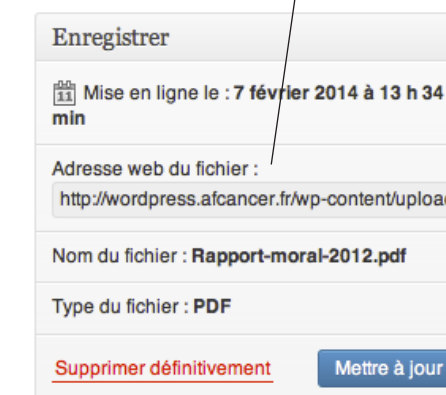 Enregistrer
11 Mise en ligne le : 7 février 2014 à 13 h 34
min
Adresse web du fichier :
http://wordpress.afcancer.fr/wp-content/uploa
Nom du fichier : Rapport-moral-2012.pdf
Type du fichier : PDF
Supprimer définitivement Mettre à jour